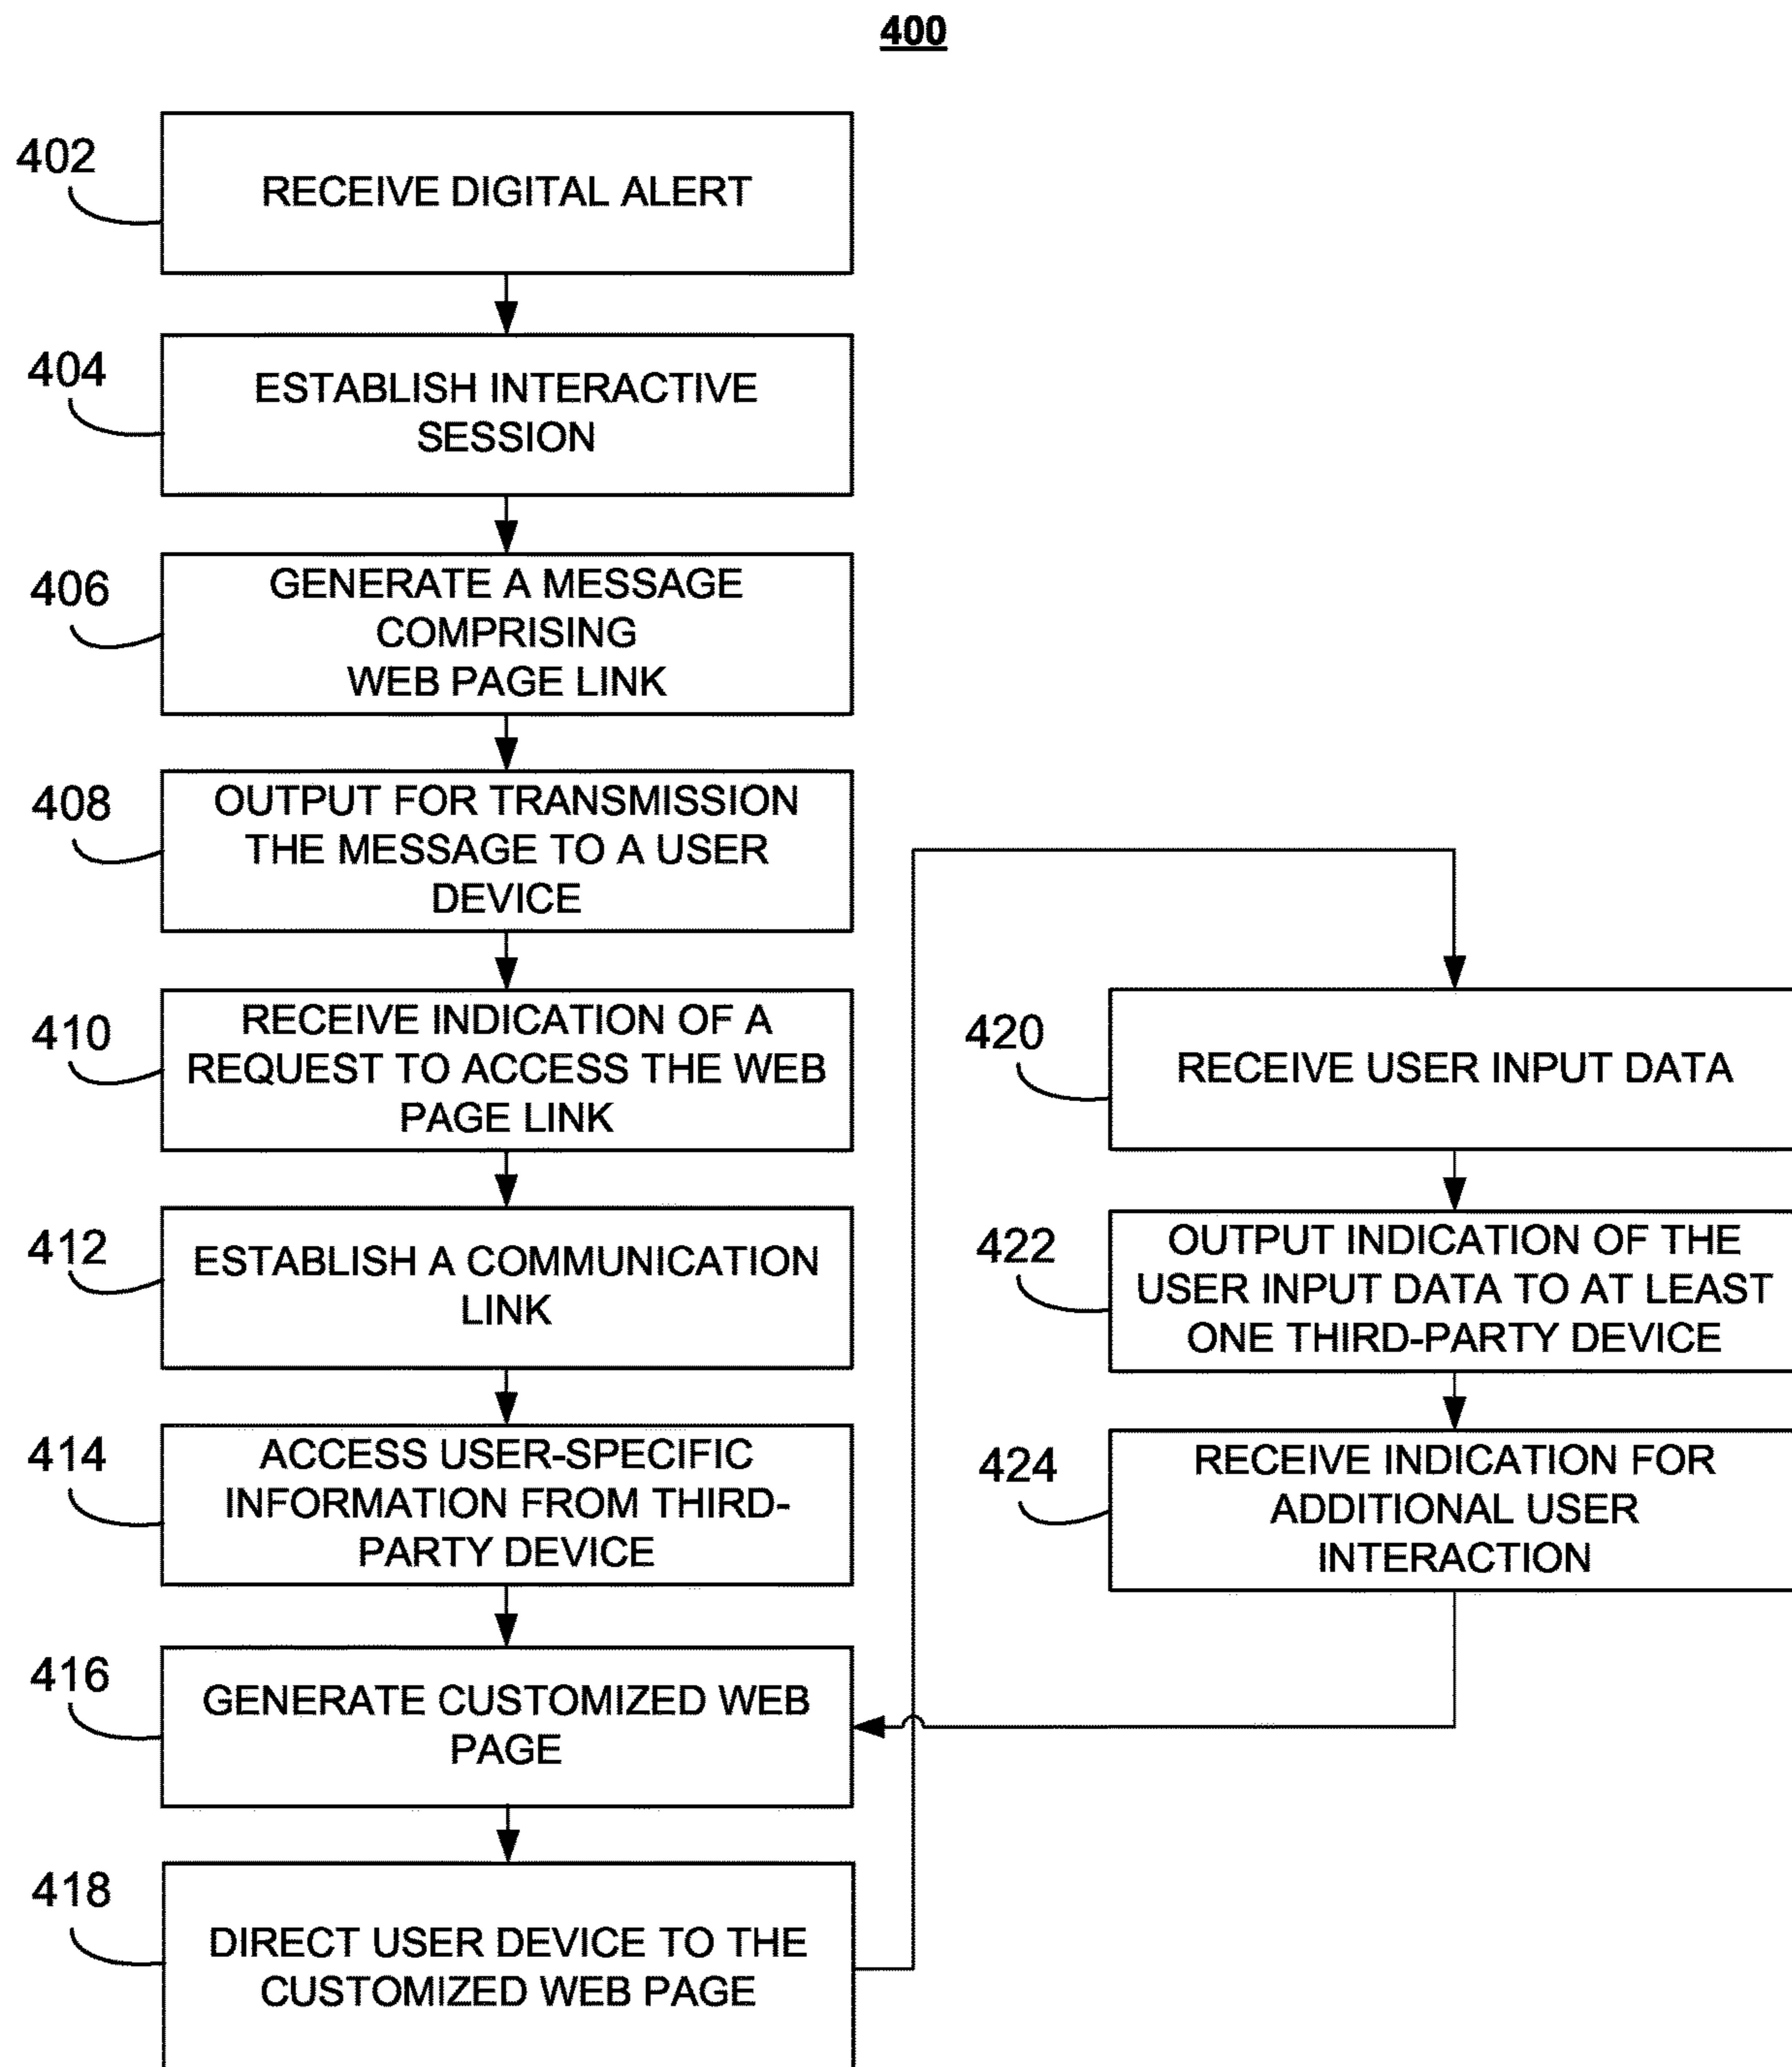 400
402
RECEIVE DIGITAL ALERT
404
ESTABLISH INTERACTIVE
SESSION
406
GENERATE A MESSAGE
COMPRISING
WEB PAGE LINK
408
OUTPUT FOR TRANSMISSION
THE MESSAGE TO A USER
DEVICE
410
RECEIVE INDICATION OF A
REQUEST TO ACCESS THE WEB
PAGE LINK
412
ESTABLISH A COMMUNICATION
LINK
414
ACCESS USER-SPECIFIC
INFORMATION FROM THIRD-
PARTY DEVICE
416
GENERATE CUSTOMIZED WEB
PAGE
418
DIRECT USER DEVICE TO THE
CUSTOMIZED WEB PAGE
420
RECEIVE USER INPUT DATA
422
OUTPUT INDICATION OF THE
USER INPUT DATA TO AT LEAST
ONE THIRD-PARTY DEVICE
424
RECEIVE INDICATION FOR
ADDITIONAL USER
INTERACTION